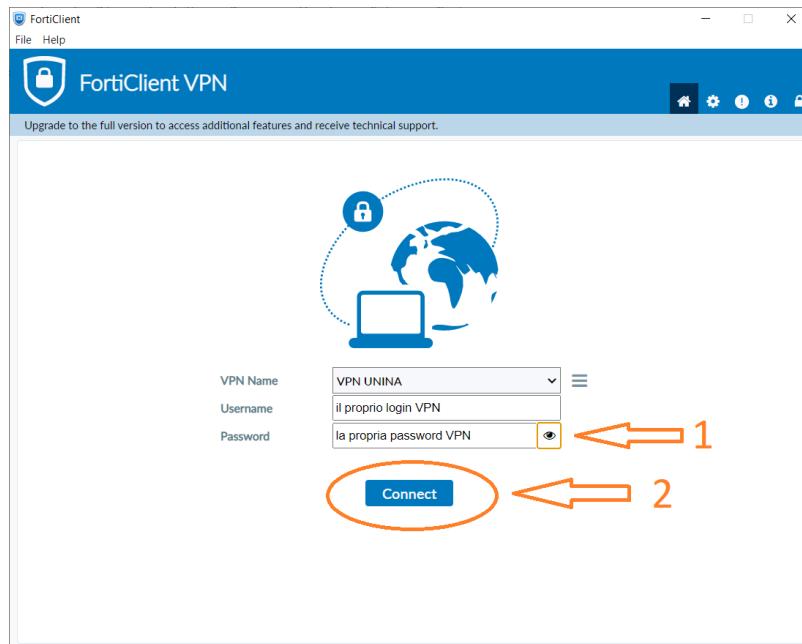 FortiClient
File Help
FortiClient VPN
Upgrade to the full version to access additional features and receive technical support.
VPN Name VPN UNINA
Username il proprio login VPN
Password la propria password VPN
1
Connect
2